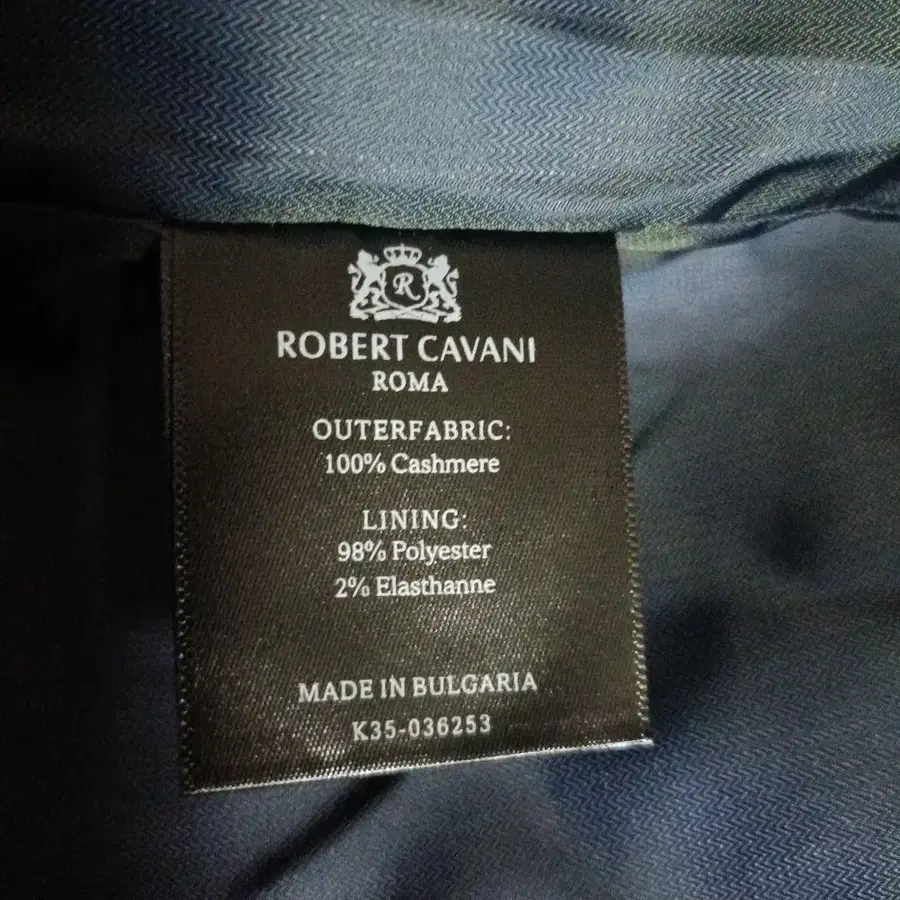 R
ROBERT CAVANI
ROMA
OUTERFABRIC:
100% Cashmere
LINING:
98% Polyester
2% Elasthanne
MADE IN BULGARIA
K35-036253